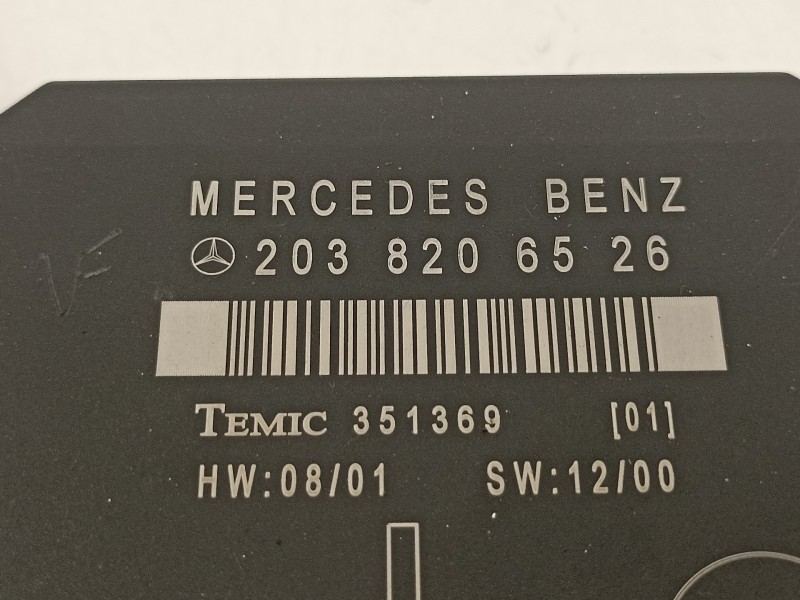 MERCEDES BENZ
203 820 65 26
TEMIC 351369 [01]
HW:08/01 SW:12/00